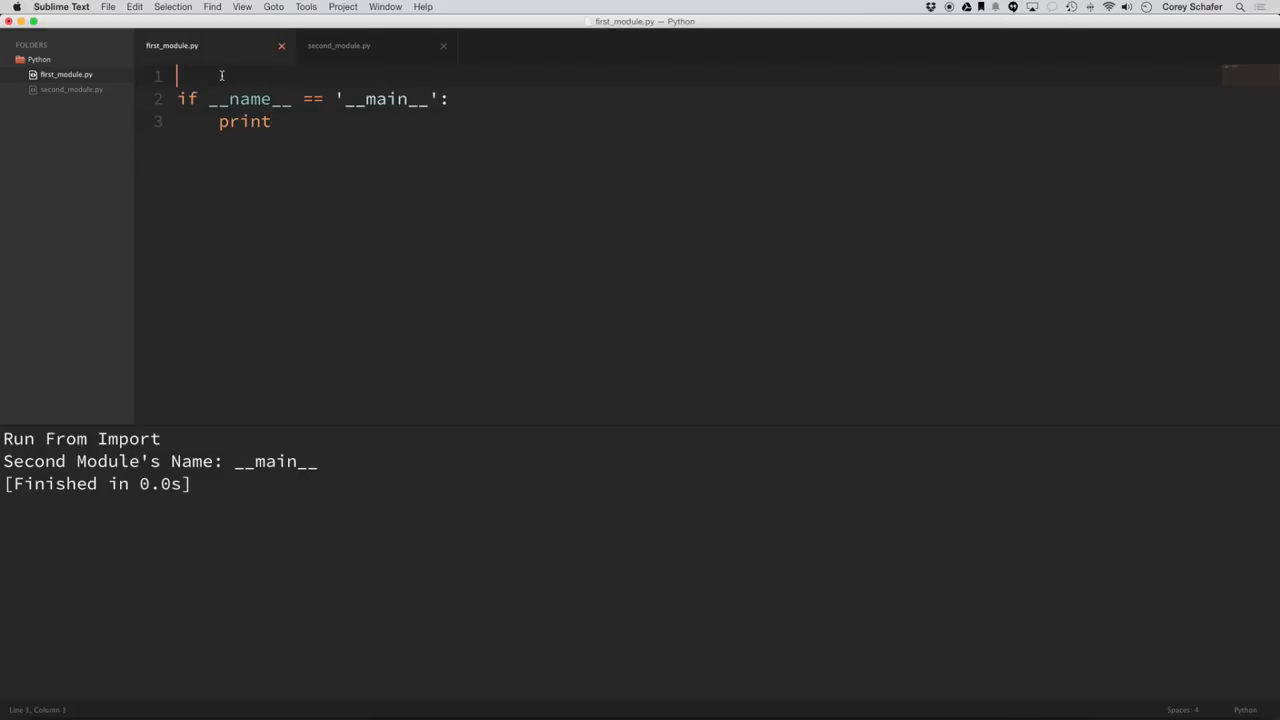 Sublime Text File Edit Selection Find View Goto Tools Project Window Help Corey Schafer
first_module.py — Python
FOLDERS
Python
first_module.py
second_module.py
first_module.py second_module.py
1
2 if __name__ == '__main__':
3 print
Run From Import
Second Module's Name: __main__
[Finished in 0.0s]
Line 3, Column 1 Spaces: 4 Python